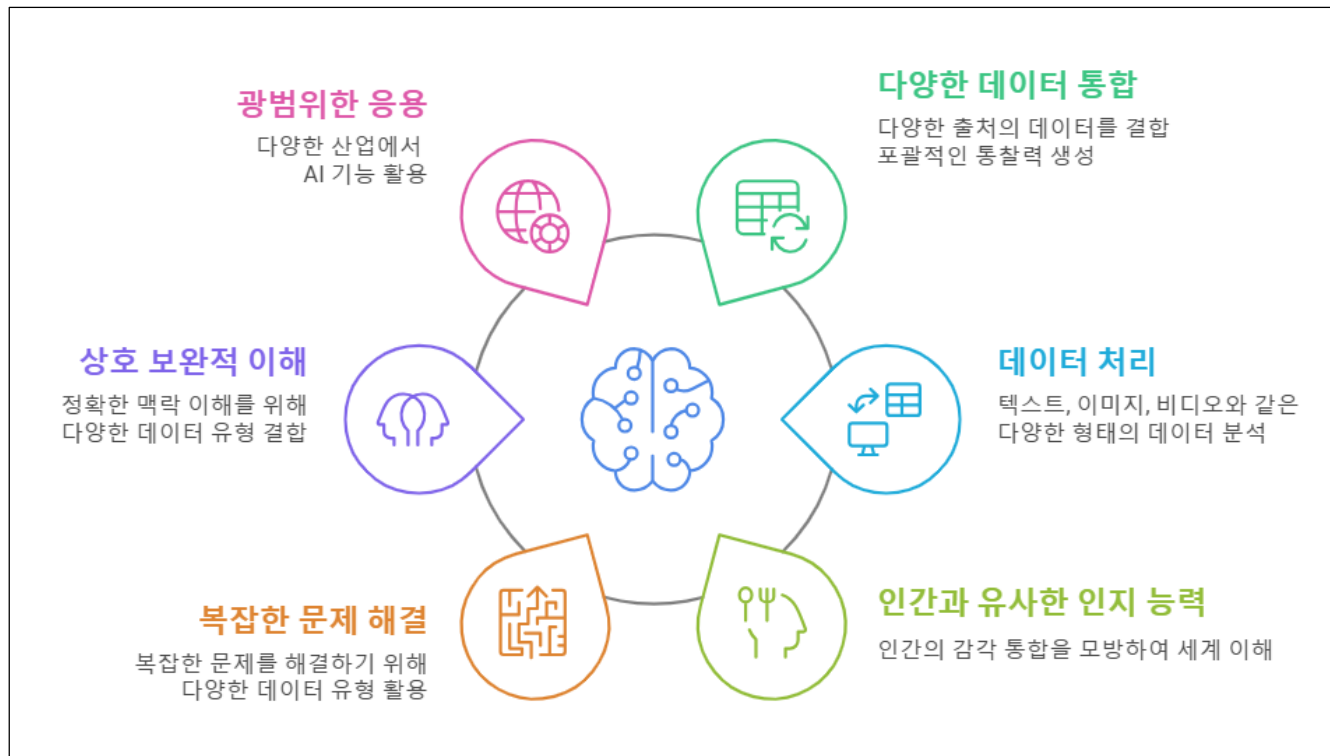 광범위한 응용
다양한 산업에서
AI 기능 활용
다양한 데이터 통합
다양한 출처의 데이터를 결합
포괄적인 통찰력 생성
상호 보완적 이해
정확한 맥락 이해를 위해
다양한 데이터 유형 결합
데이터 처리
텍스트, 이미지, 비디오와 같은
다양한 형태의 데이터 분석
복잡한 문제 해결
복잡한 문제를 해결하기 위해
다양한 데이터 유형 활용
인간과 유사한 인지 능력
인간의 감각 통합을 모방하여 세계 이해